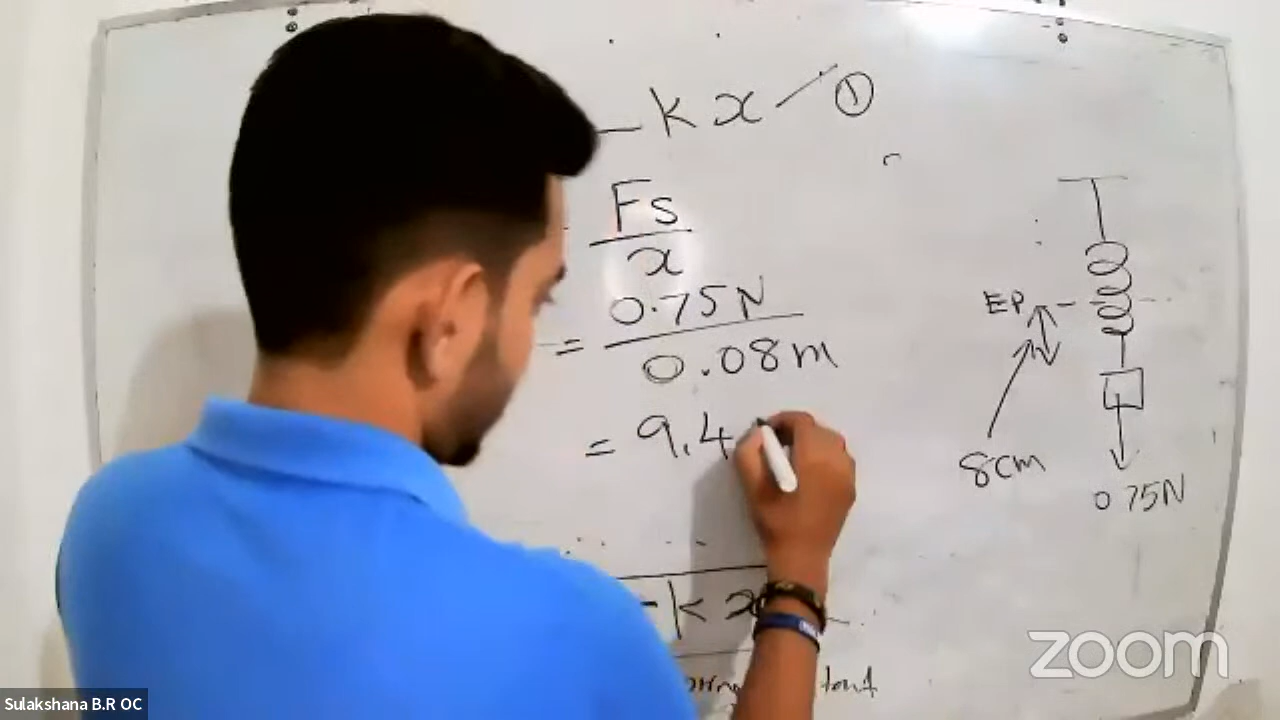 - kx ①
Fs
x
= 0.75N
0.08m
= 9.4
EP
8cm
0.75N
-kx
zoom
Sulakshana B.R OC